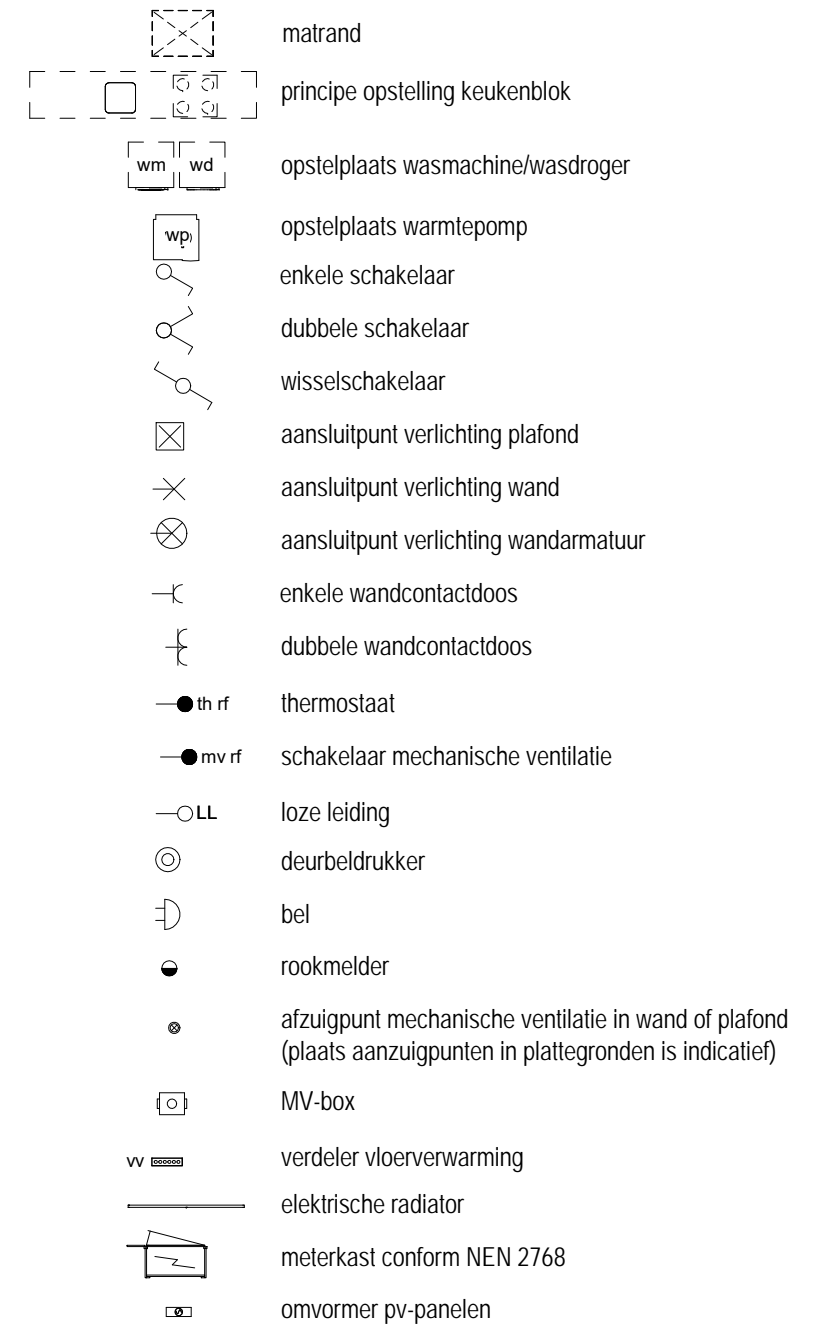 matrand
principe opstelling keukenblok
wm wd opstelplaats wasmachine/wasdroger
wp opstelplaats warmtepomp
enkele schakelaar
dubbele schakelaar
wisselschakelaar
aansluitpunt verlichting plafond
aansluitpunt verlichting wand
aansluitpunt verlichting wandarmatuur
enkele wandcontactdoos
dubbele wandcontactdoos
th rf thermostaat
mv rf schakelaar mechanische ventilatie
LL loze leiding
deurbeldrukker
bel
rookmelder
afzuigpunt mechanische ventilatie in wand of plafond
(plaats aanzuigpunten in plattegronden is indicatief)
MV-box
VV verdeler vloerverwarming
elektrische radiator
meterkast conform NEN 2768
omvormer pv-panelen